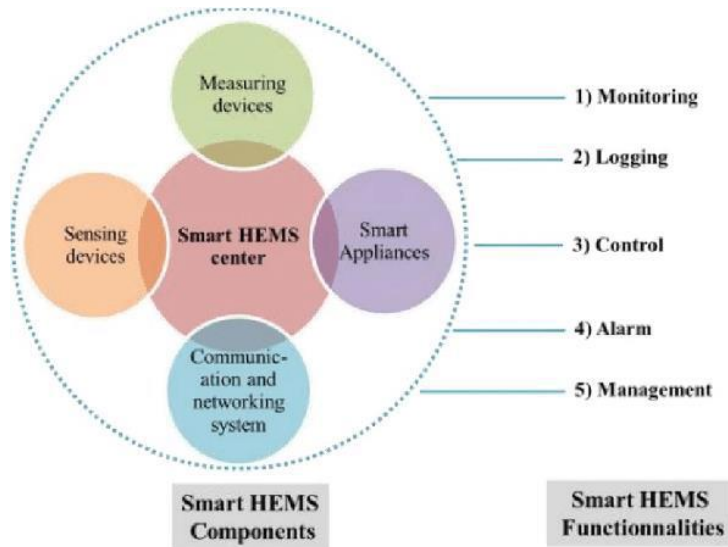 Measuring
devices
Sensing
devices
Smart HEMS
center
Smart
Appliances
Communic-
ation and
networking
system
1) Monitoring
2) Logging
3) Control
4) Alarm
5) Management
Smart HEMS
Components
Smart HEMS
Functionnalities